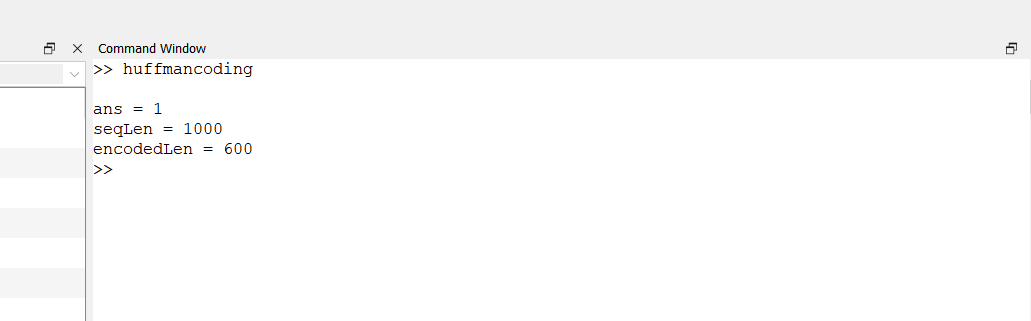 Command Window
>> huffmancoding
ans = 1
seqLen = 1000
encodedLen = 600
>>